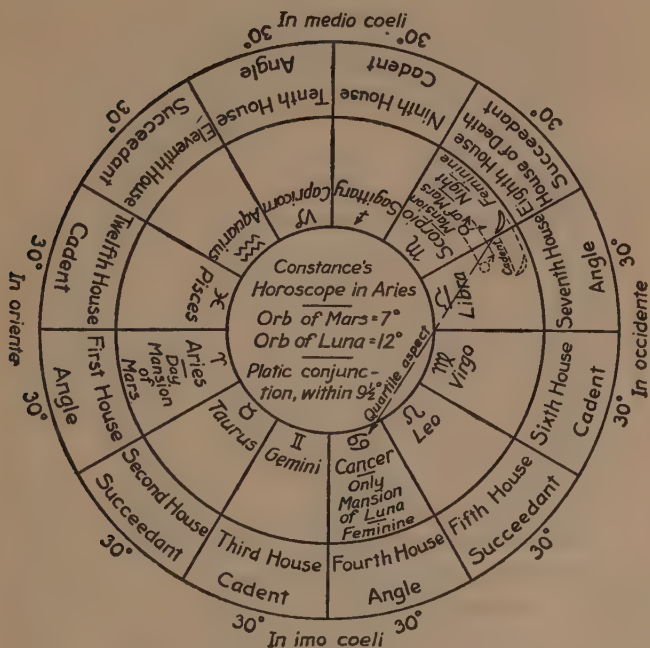 In medio coeli
30°
30°
30°
30°
30°
30°
30°
30°
30°
30°
30°
30°
In oriente
In occidente
In imo coeli
Angle
Tenth House
Cadent
Ninth House
Succeedant
House of Death
Eighth House
Angle
Seventh House
Cadent
Sixth House
Succeedant
Fifth House
Angle
Fourth House
Cadent
Third House
Succeedant
Second House
Angle
First House
Cadent
Twelfth House
Succeedant
Eleventh House
Capricorn
♑
Sagittary
♐
Feminine
Night
Mansion
of Mars
Scorpio
♏
Cadent
Libra
♎
Virgo
♍
Leo
♌
♋
Cancer
Only
Mansion
of Luna
Feminine
♊
Gemini
♉
Taurus
♈
Aries
Day
Mansion
of
Mars
♓
Pisces
Aquarius
♒
Constance's
Horoscope in Aries
Orb of Mars = 7°
Orb of Luna = 12°
Platic conjunc-
tion, within 9½°
Quartile aspect